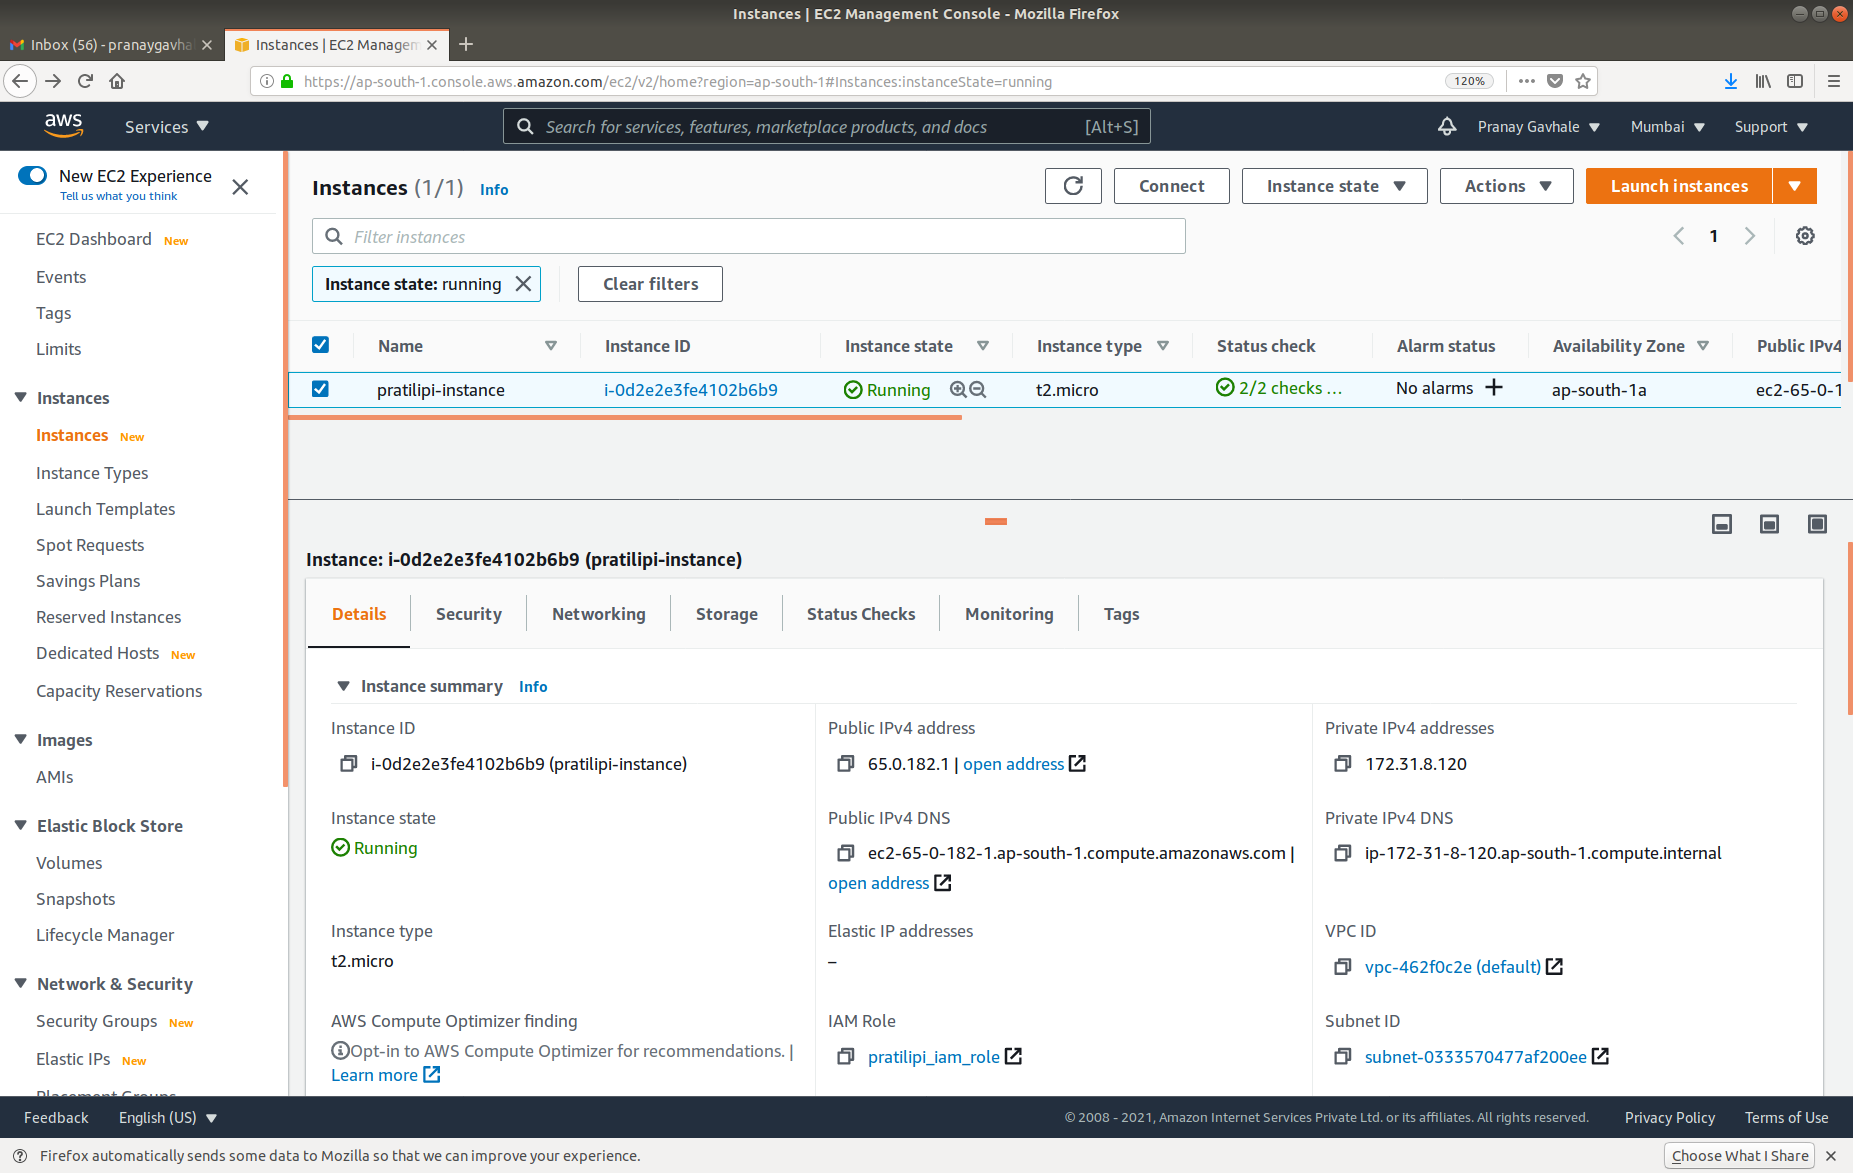 Instances | EC2 Management Console - Mozilla Firefox
Inbox (56) - pranaygavha
Instances | EC2 Managem
https://ap-south-1.console.aws.amazon.com/ec2/v2/home?region=ap-south-1#Instances:instanceState=running
120%
aws
Services
Search for services, features, marketplace products, and docs
[Alt+S]
Pranay Gavhale
Mumbai
Support
New EC2 Experience
Tell us what you think
EC2 Dashboard New
Events
Tags
Limits
Instances
Instances New
Instance Types
Launch Templates
Spot Requests
Savings Plans
Reserved Instances
Dedicated Hosts New
Capacity Reservations
Images
AMIs
Elastic Block Store
Volumes
Snapshots
Lifecycle Manager
Network & Security
Security Groups New
Elastic IPs New
Placement Groups
Instances (1/1) Info
Connect
Instance state
Actions
Launch instances
Filter instances
1
Instance state: running
Clear filters
Name
Instance ID
Instance state
Instance type
Status check
Alarm status
Availability Zone
Public IPv4
pratilipi-instance
i-0d2e2e3fe4102b6b9
Running
t2.micro
2/2 checks ...
No alarms
ap-south-1a
ec2-65-0-1
Instance: i-0d2e2e3fe4102b6b9 (pratilipi-instance)
Details
Security
Networking
Storage
Status Checks
Monitoring
Tags
Instance summary Info
Instance ID
i-0d2e2e3fe4102b6b9 (pratilipi-instance)
Public IPv4 address
65.0.182.1 | open address
Private IPv4 addresses
172.31.8.120
Instance state
Running
Public IPv4 DNS
ec2-65-0-182-1.ap-south-1.compute.amazonaws.com |
open address
Private IPv4 DNS
ip-172-31-8-120.ap-south-1.compute.internal
Instance type
t2.micro
Elastic IP addresses
–
VPC ID
vpc-462f0c2e (default)
AWS Compute Optimizer finding
Opt-in to AWS Compute Optimizer for recommendations. |
Learn more
IAM Role
pratilipi_iam_role
Subnet ID
subnet-0333570477af200ee
Feedback
English (US)
© 2008 - 2021, Amazon Internet Services Private Ltd. or its affiliates. All rights reserved.
Privacy Policy
Terms of Use
Firefox automatically sends some data to Mozilla so that we can improve your experience.
Choose What I Share